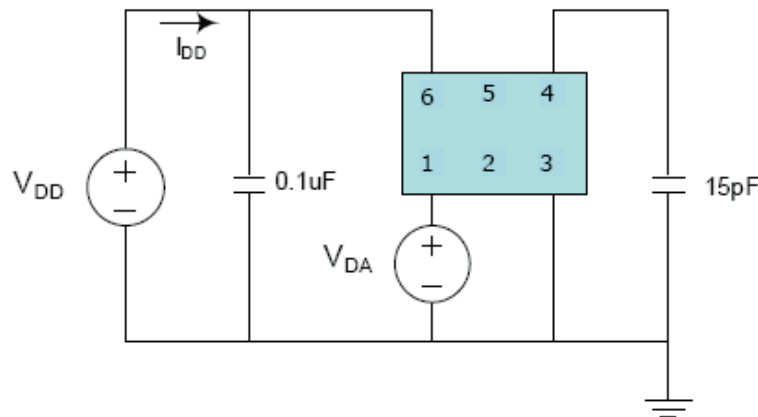 I_DD
6 5 4
1 2 3
V_DD
+
−
0.1uF
15pF
V_DA
+
−